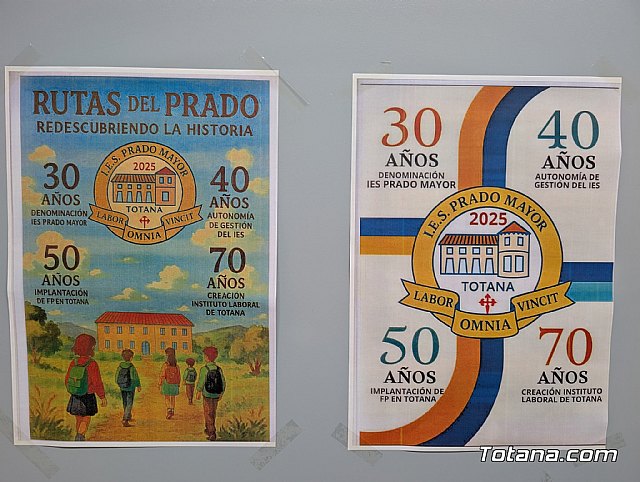 RUTAS DEL PRADO
REDESCUBRIENDO LA HISTORIA
I.E.S. PRADO MAYOR
2025
TOTANA
LABOR OMNIA VINCIT
30
AÑOS
DENOMINACIÓN
IES PRADO MAYOR
40
AÑOS
AUTONOMÍA
DE GESTIÓN
DEL IES
50
AÑOS
IMPLANTACIÓN
DE FP EN TOTANA
70
AÑOS
CREACIÓN
INSTITUTO LABORAL
DE TOTANA
30
AÑOS
DENOMINACIÓN
IES PRADO MAYOR
40
AÑOS
AUTONOMÍA DE
GESTIÓN DEL IES
I.E.S. PRADO MAYOR
2025
TOTANA
LABOR OMNIA VINCIT
50
AÑOS
IMPLANTACIÓN DE
FP EN TOTANA
70
AÑOS
CREACIÓN INSTITUTO
LABORAL DE TOTANA
Totana.com